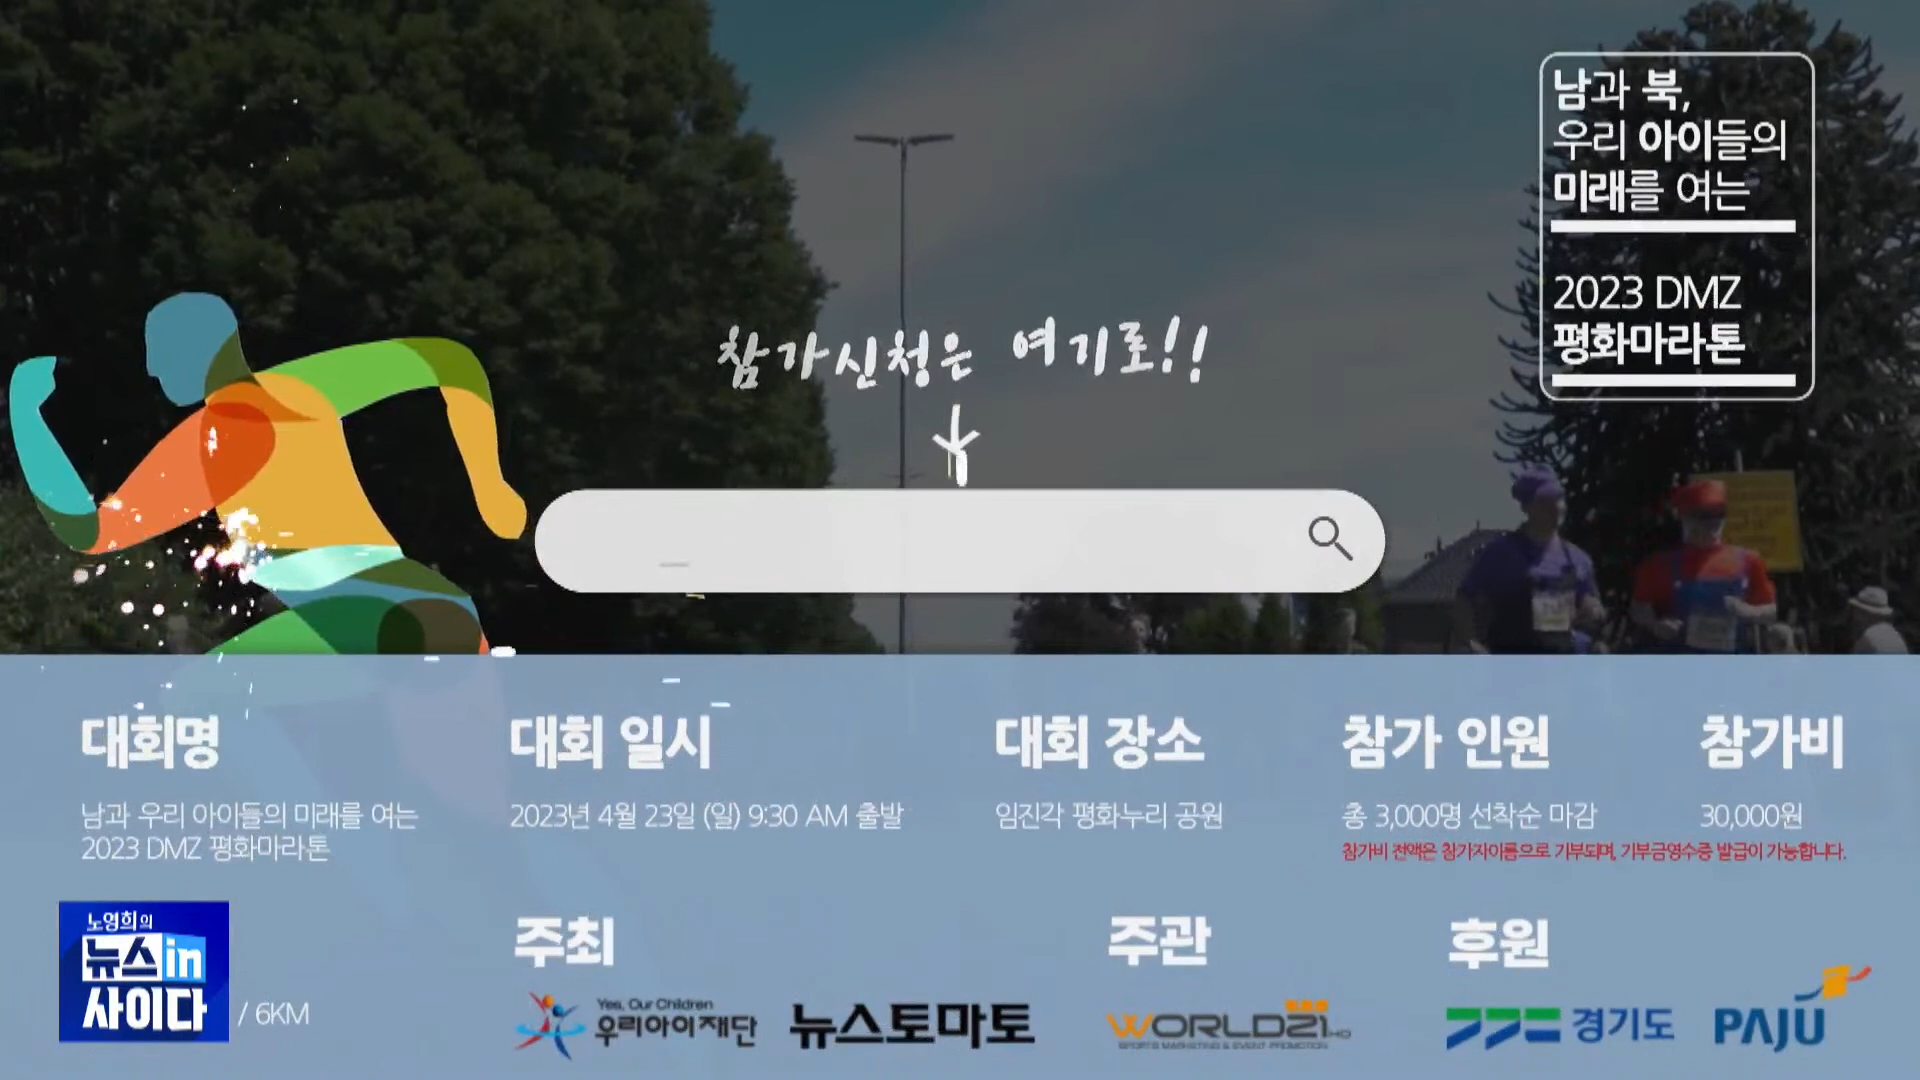 남과 북,
우리 아이들의
미래를 여는
2023 DMZ
평화마라톤
참가신청은 여기로!!
대회명
남과 우리 아이들의 미래를 여는
2023 DMZ 평화마라톤
대회 일시
2023년 4월 23일 (일) 9:30 AM 출발
대회 장소
임진각 평화누리 공원
참가 인원
총 3,000명 선착순 마감
참가비
30,000원
참가비 전액은 참가자이름으로 기부되며, 기부금영수증 발급이 가능합니다.
노영희의
뉴스in
사이다
/ 6KM
주최
Yes, Our Children
우리아이재단
뉴스토마토
주관
WORLD21HQ
SPORTS MARKETING & EVENT PROMOTION
후원
경기도
PAJU